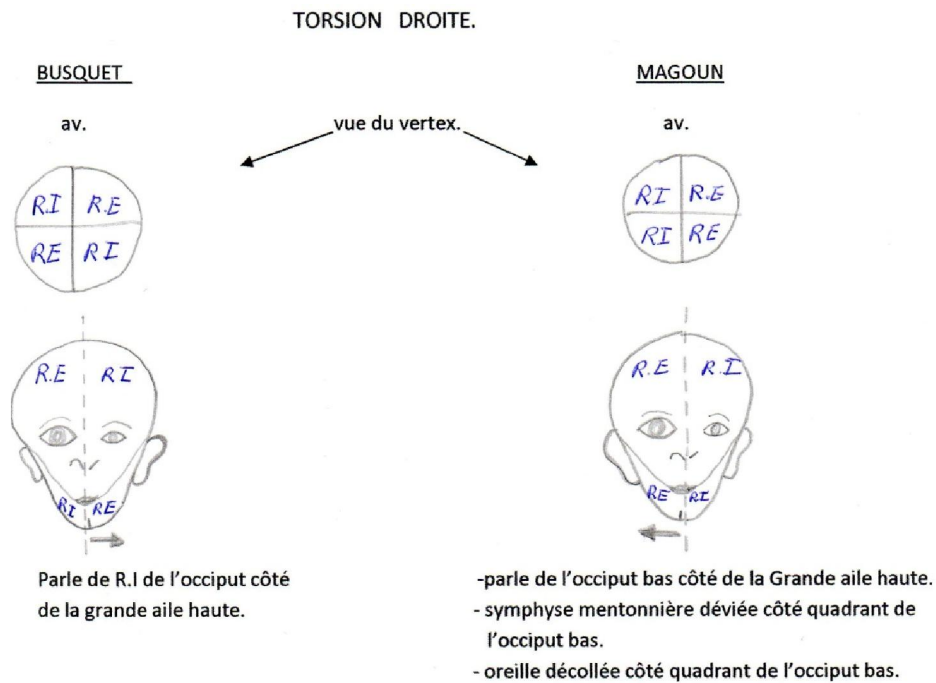 TORSION DROITE.
BUSQUET
MAGOUN
av.
vue du vertex.
av.
R.I R.E
RE RI
RI R.E
RI RE
R.E RI
RI RE
R.E R.I
RE RI
Parle de R.I de l'occiput côté
de la grande aile haute.
-parle de l'occiput bas côté de la Grande aile haute.
- symphyse mentonnière déviée côté quadrant de
l'occiput bas.
- oreille décollée côté quadrant de l'occiput bas.